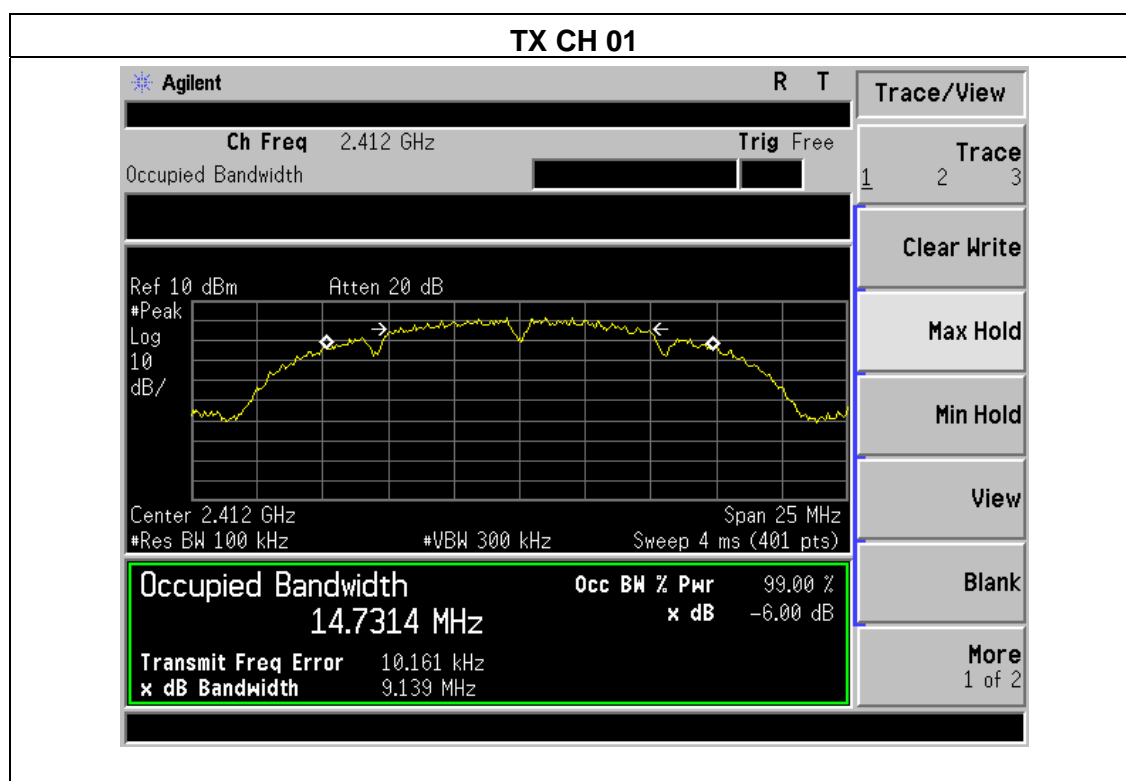 TX CH 01
Agilent R T
Trace/View
Ch Freq 2.412 GHz Trig Free
Occupied Bandwidth
Trace
1 2 3
Clear Write
Ref 10 dBm Atten 20 dB
#Peak
Log
10
dB/
Max Hold
Min Hold
View
Center 2.412 GHz Span 25 MHz
#Res BW 100 kHz #VBW 300 kHz Sweep 4 ms (401 pts)
Occupied Bandwidth Occ BW % Pwr 99.00 %
14.7314 MHz x dB -6.00 dB
Blank
Transmit Freq Error 10.161 kHz
x dB Bandwidth 9.139 MHz
More
1 of 2